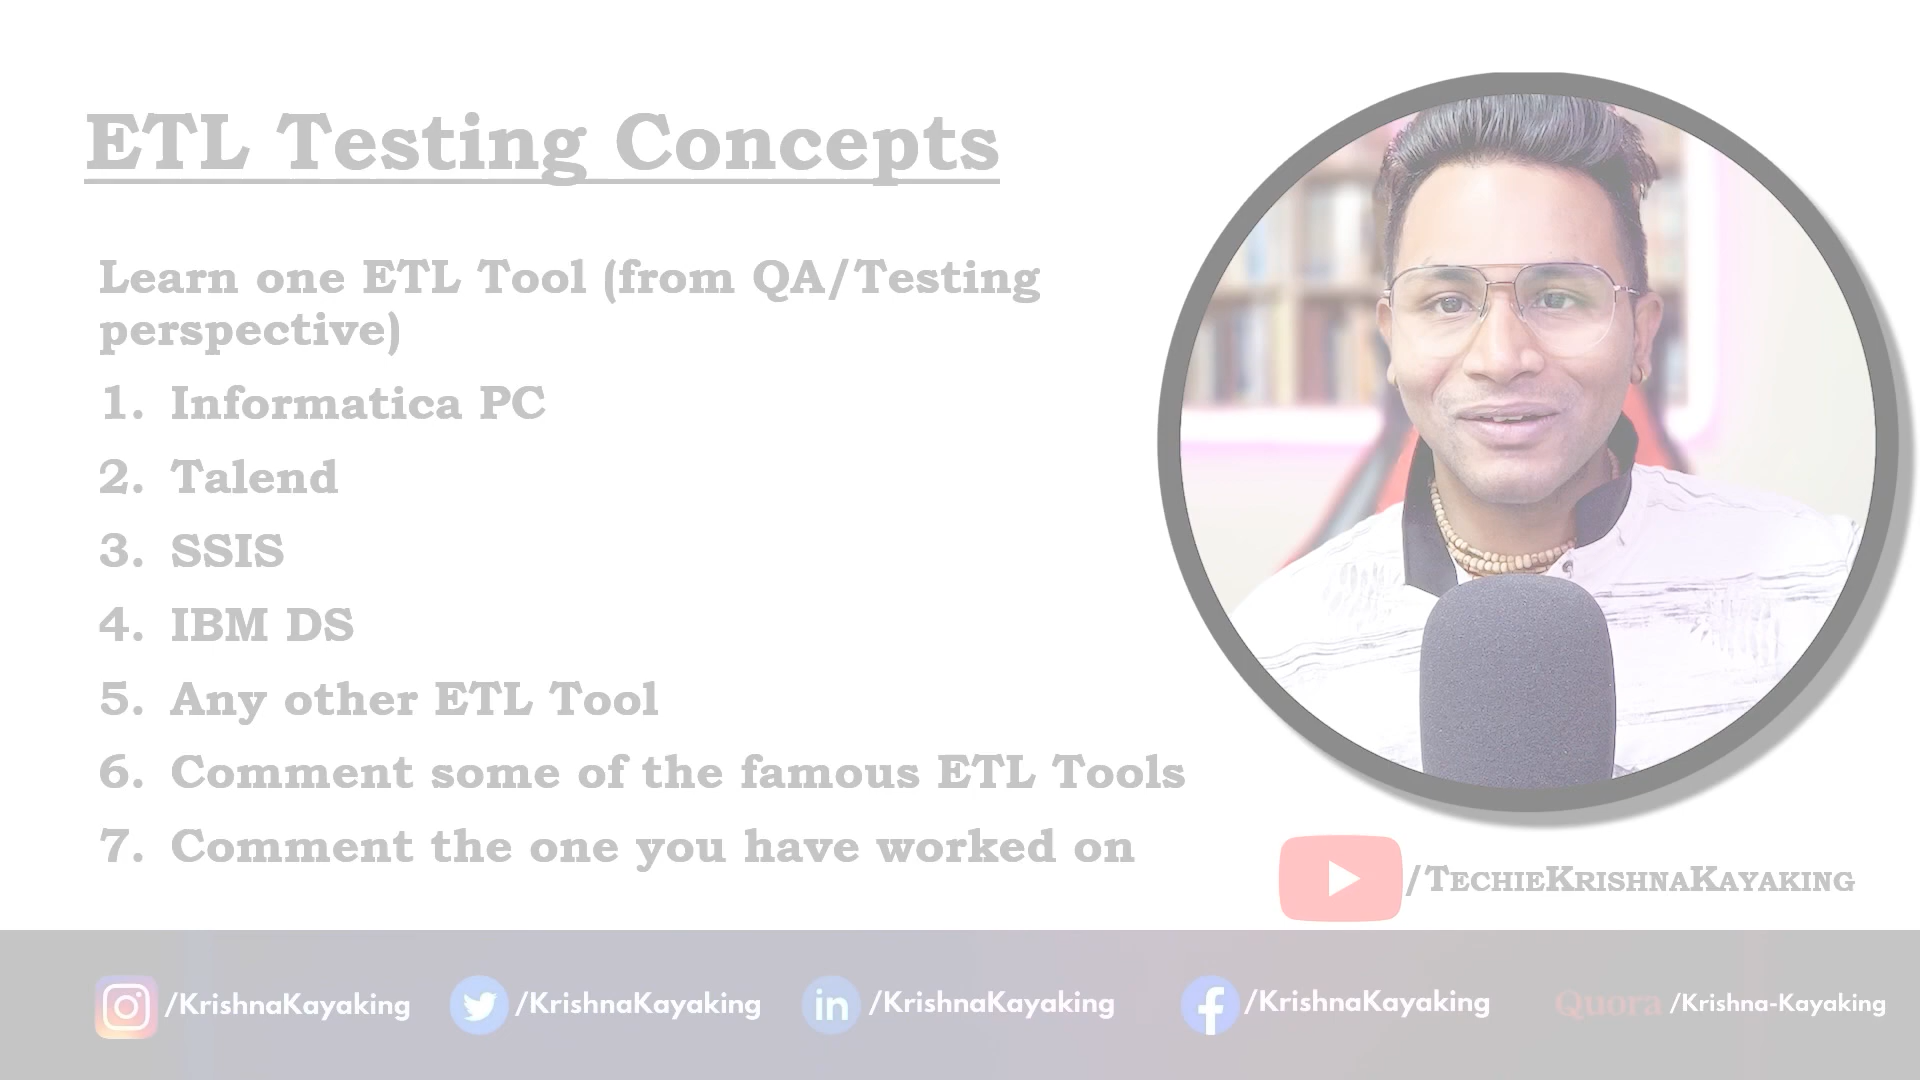 ETL Testing Concepts
Learn one ETL Tool (from QA/Testing
perspective)
1. Informatica PC
2. Talend
3. SSIS
4. IBM DS
5. Any other ETL Tool
6. Comment some of the famous ETL Tools
7. Comment the one you have worked on
/TechieKrishnaKayaking
/KrishnaKayaking
/KrishnaKayaking
in /KrishnaKayaking
/KrishnaKayaking
Quora /Krishna-Kayaking